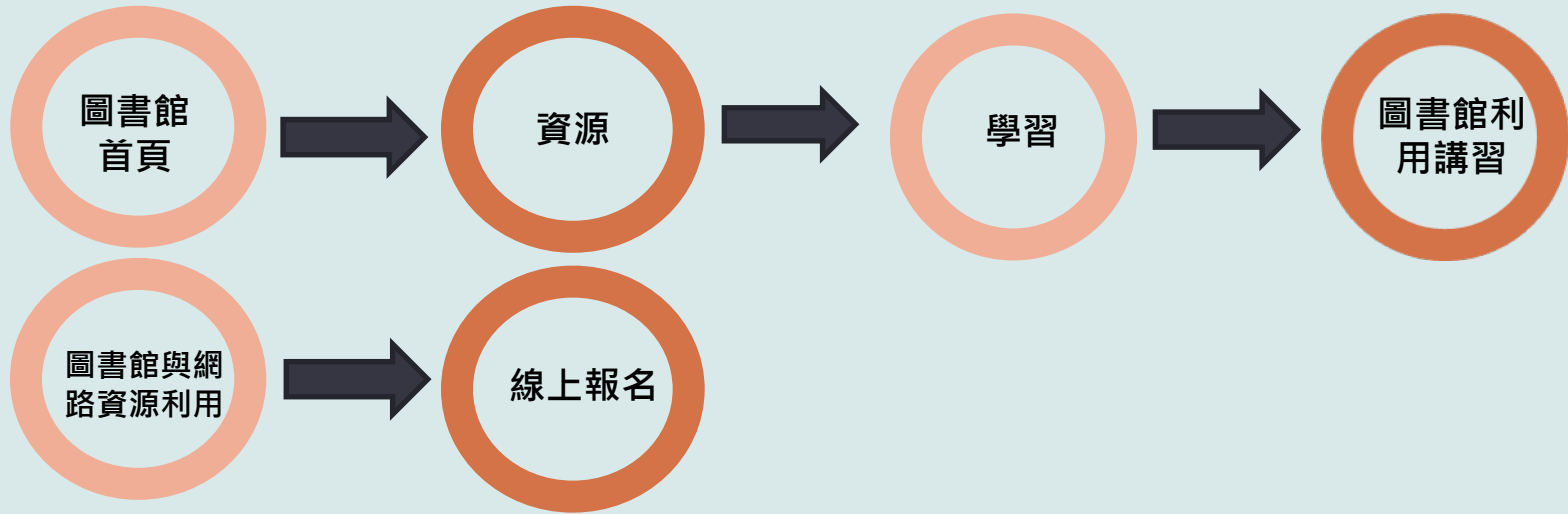 圖書館
首頁
資源
學習
圖書館利
用講習
圖書館與網
路資源利用
線上報名